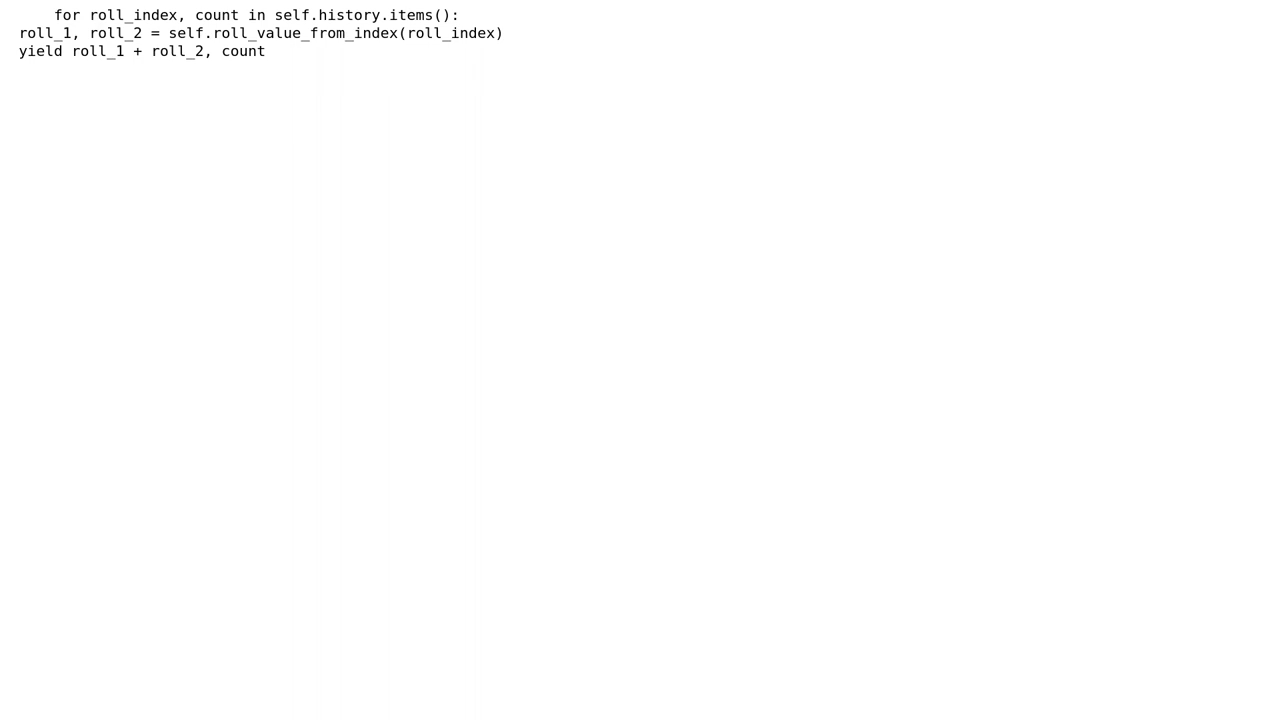 for roll_index, count in self.history.items():
roll_1, roll_2 = self.roll_value_from_index(roll_index)
yield roll_1 + roll_2, count